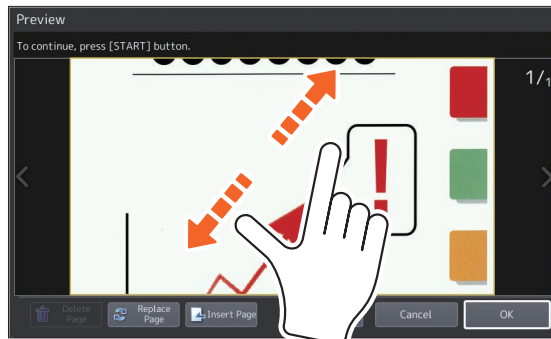 Preview
To continue, press [START] button.
1/1
Delete
Page
Replace
Page
Insert Page
Cancel
OK